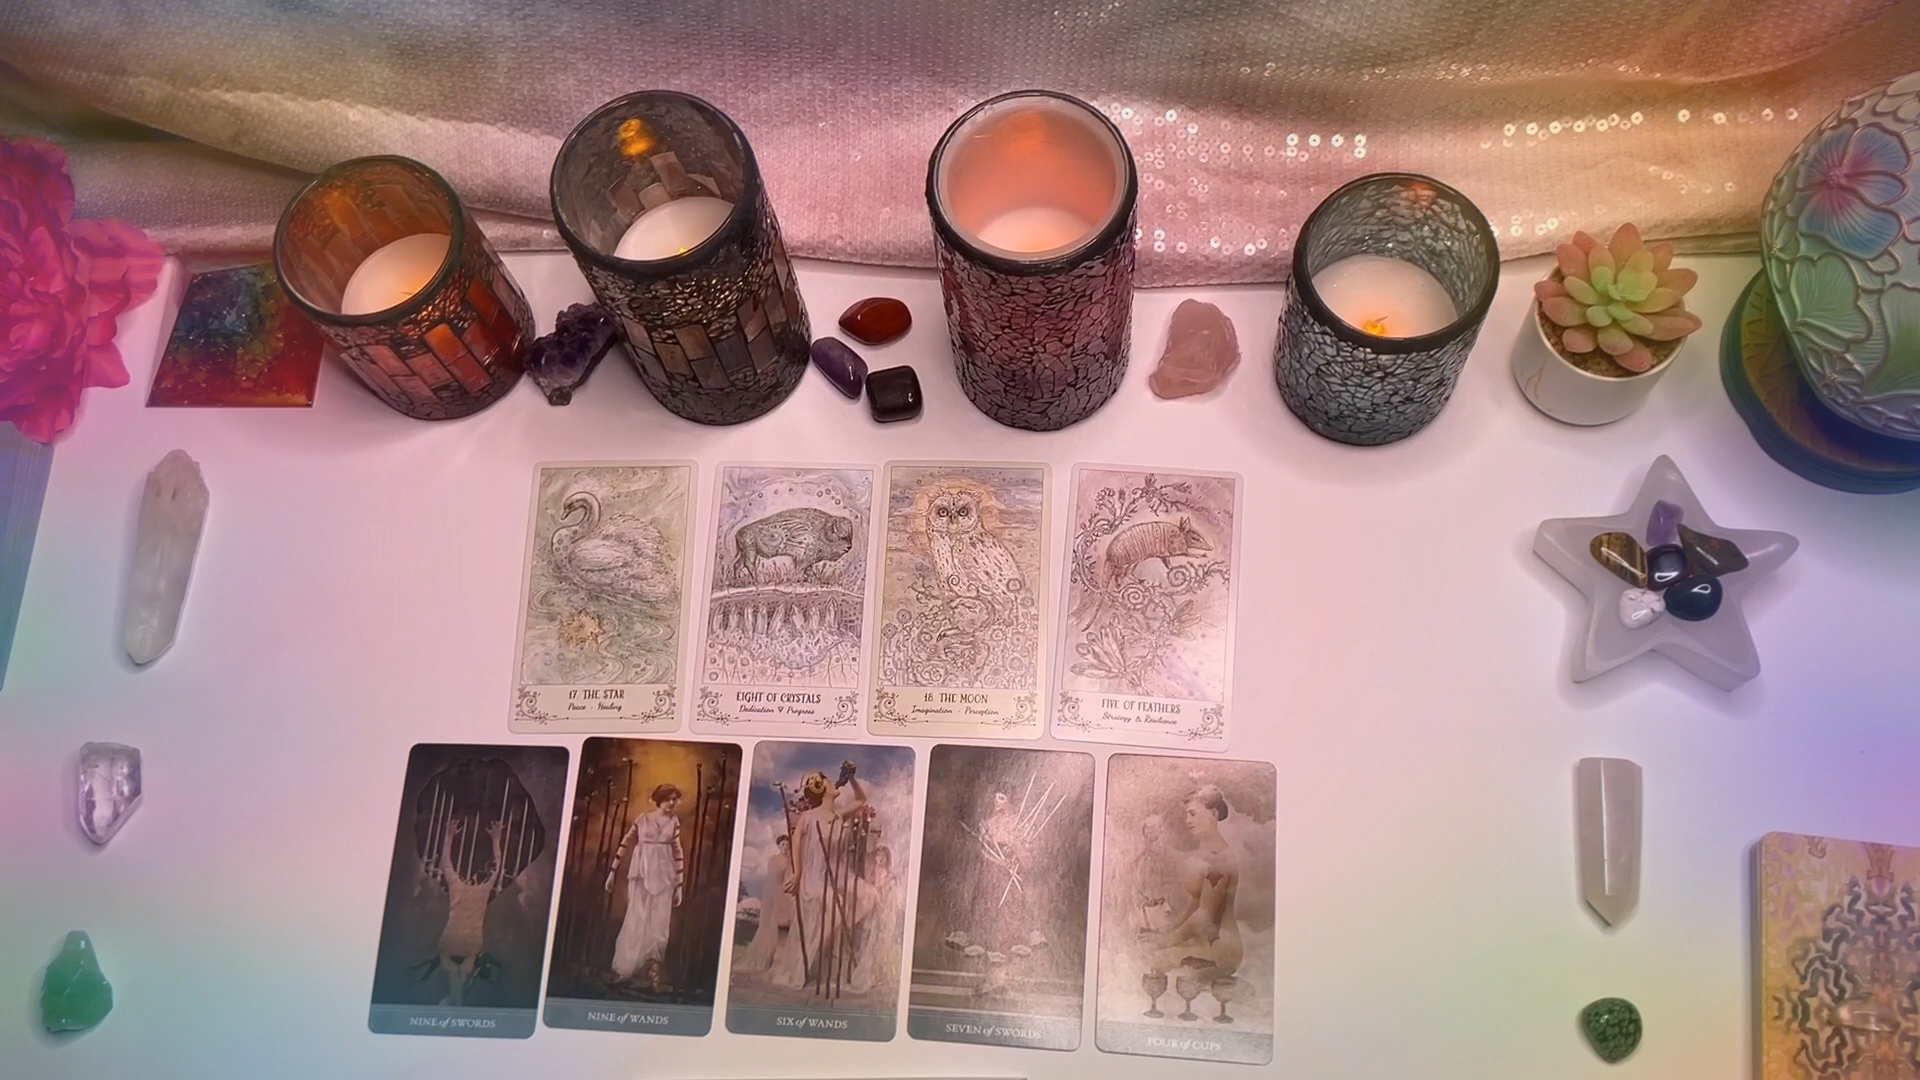 17. THE STAR
Peace · Healing
EIGHT OF CRYSTALS
Dedication ♡ Progress
18. THE MOON
Imagination · Perception
FIVE OF FEATHERS
Strategy & Resilience
NINE of SWORDS
NINE of WANDS
SIX of WANDS
SEVEN of SWORDS
FOUR of CUPS